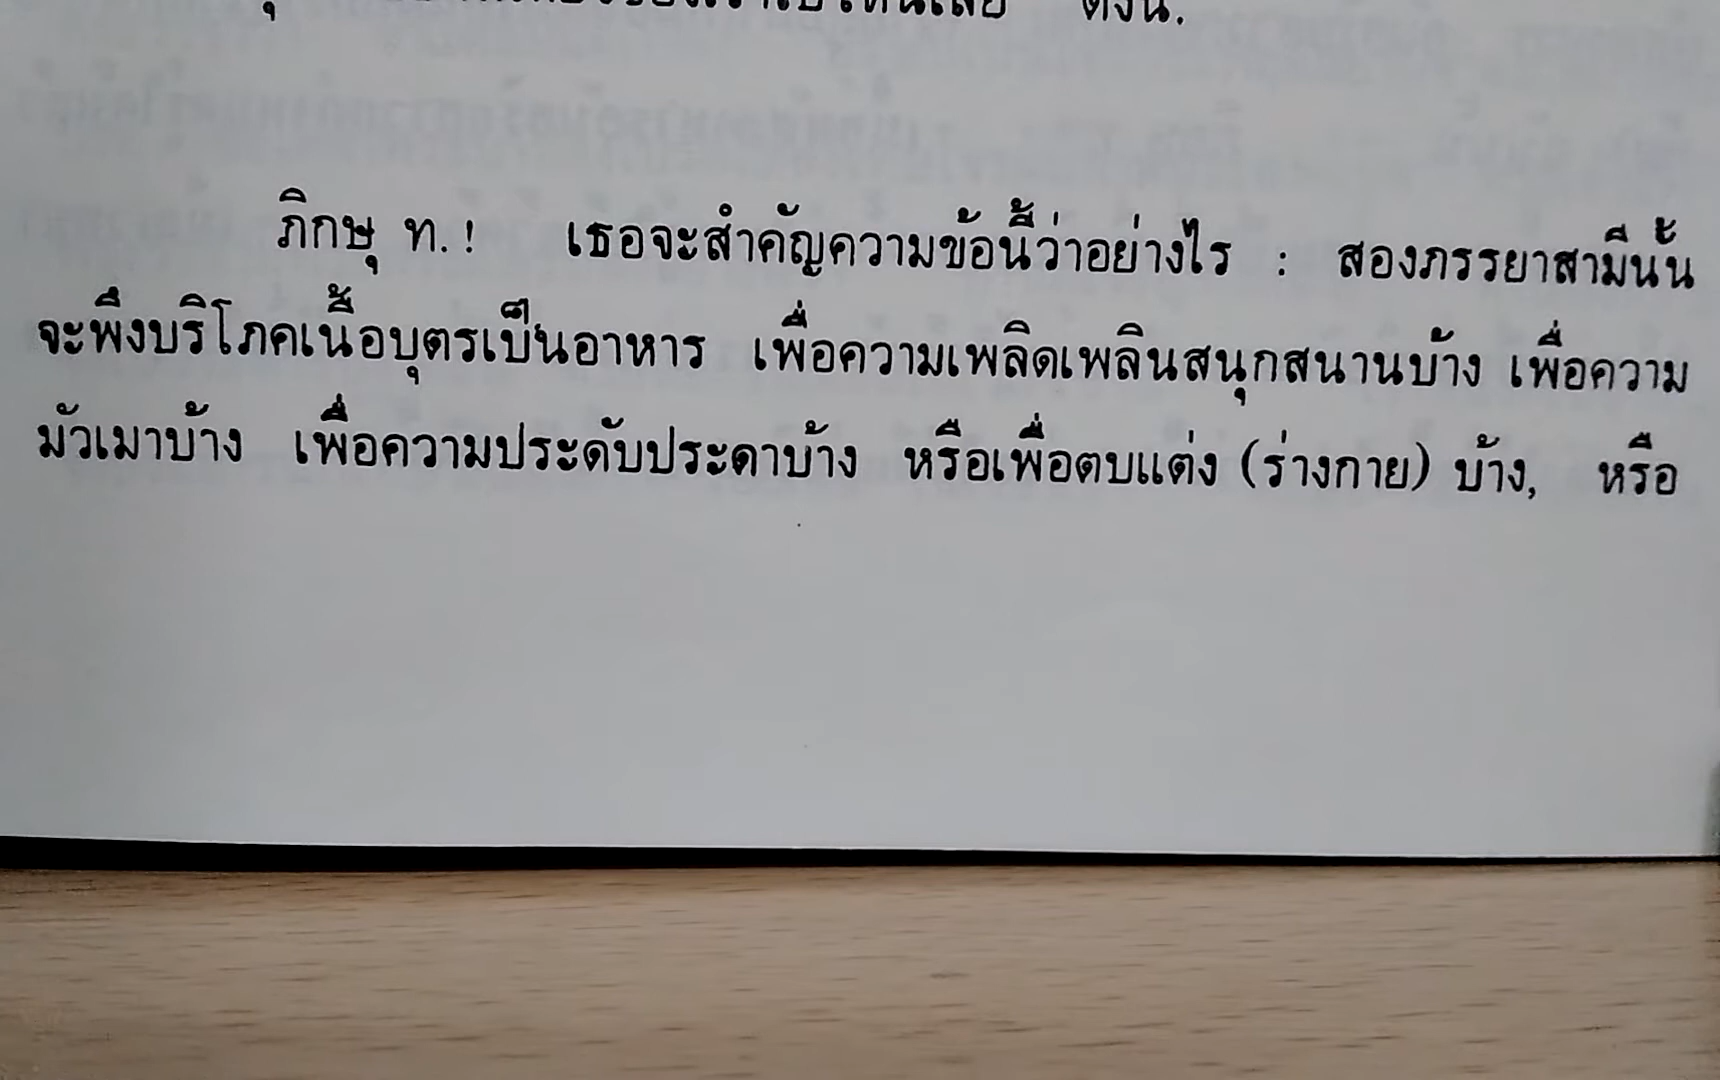 ดังนี้.
ภิกษุ ท. ! เธอจะสำคัญความข้อนี้ว่าอย่างไร : สองภรรยาสามีนั้น
จะพึงบริโภคเนื้อบุตรเป็นอาหาร เพื่อความเพลิดเพลินสนุกสนานบ้าง เพื่อความ
มัวเมาบ้าง เพื่อความประดับประดาบ้าง หรือเพื่อตบแต่ง (ร่างกาย) บ้าง, หรือ